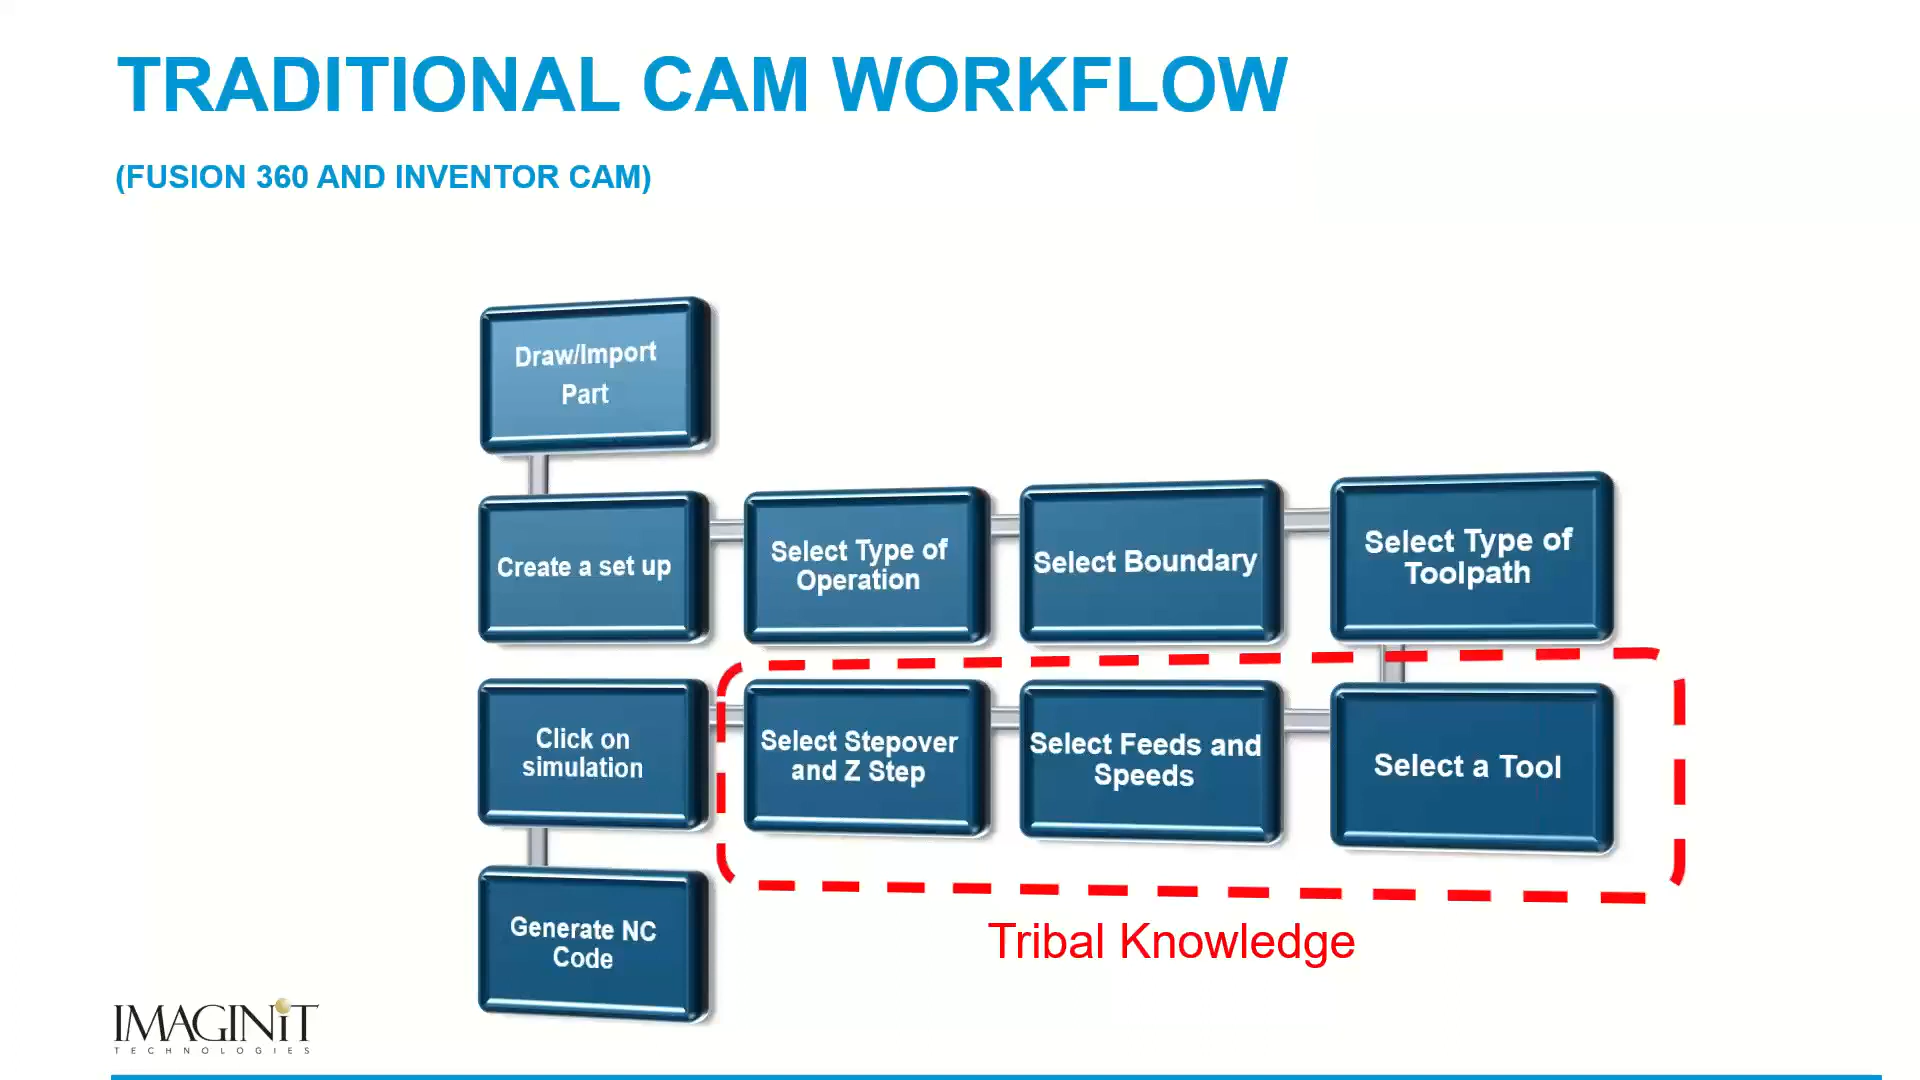 TRADITIONAL CAM WORKFLOW
(FUSION 360 AND INVENTOR CAM)
Draw/Import
Part
Create a set up
Select Type of
Operation
Select Boundary
Select Type of
Toolpath
Click on
simulation
Select Stepover
and Z Step
Select Feeds and
Speeds
Select a Tool
Generate NC
Code
Tribal Knowledge
IMAGINiT
TECHNOLOGIES